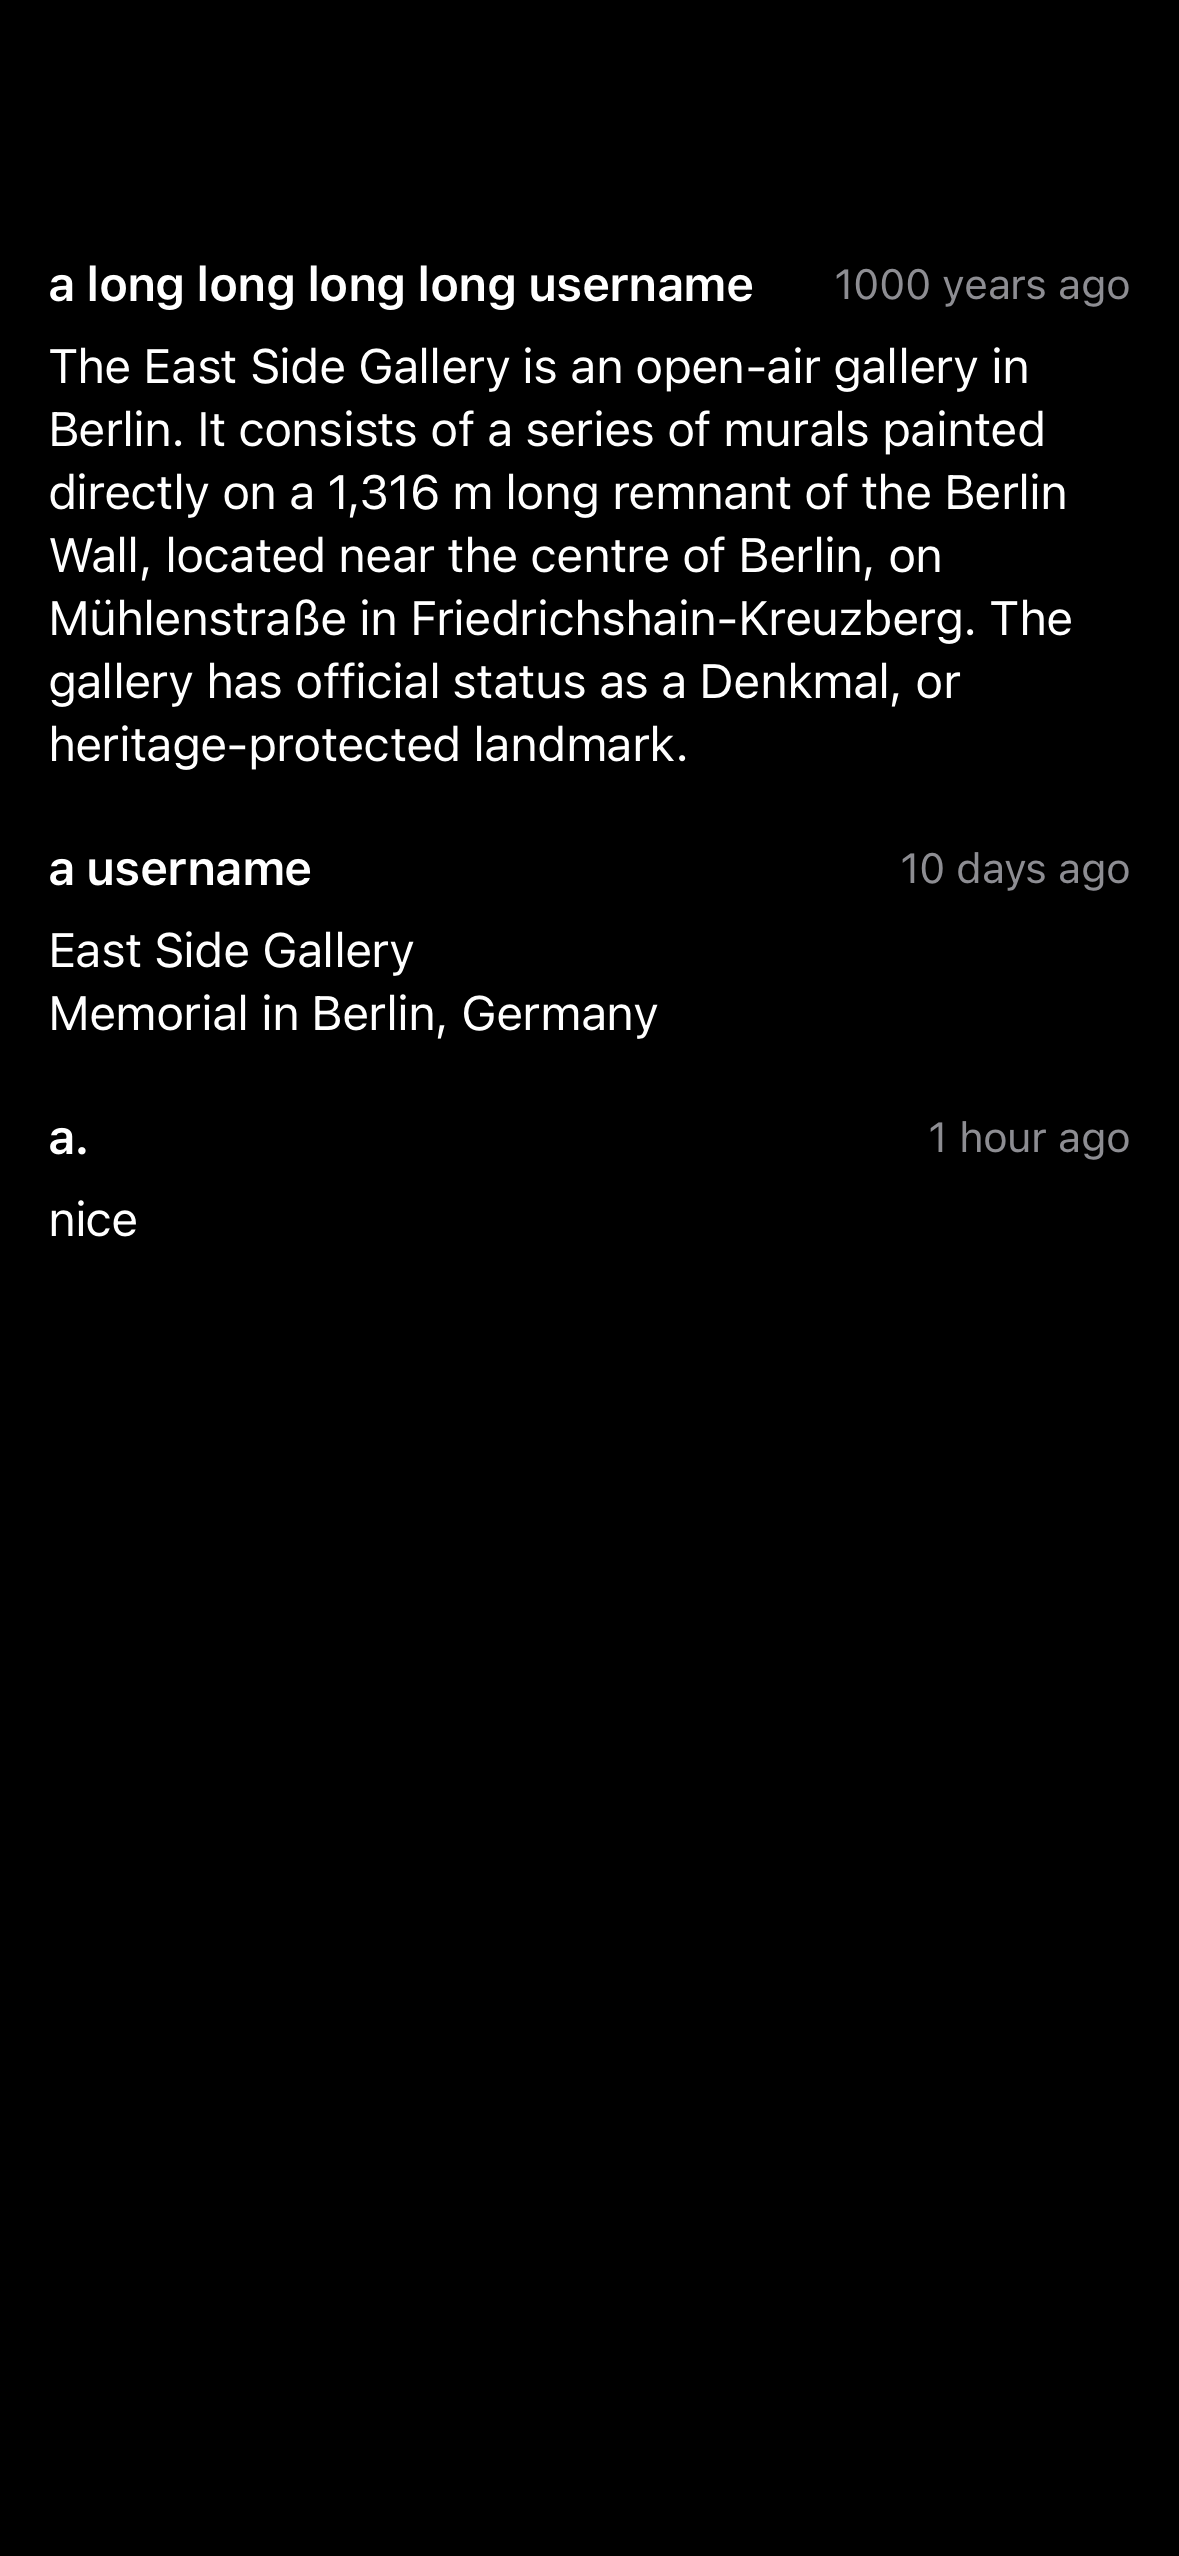 a long long long long username 1000 years ago
The East Side Gallery is an open-air gallery in
Berlin. It consists of a series of murals painted
directly on a 1,316 m long remnant of the Berlin
Wall, located near the centre of Berlin, on
Mühlenstraße in Friedrichshain-Kreuzberg. The
gallery has official status as a Denkmal, or
heritage-protected landmark.
a username 10 days ago
East Side Gallery
Memorial in Berlin, Germany
a. 1 hour ago
nice